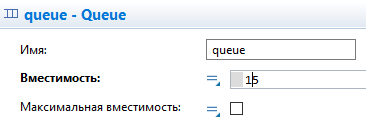 queue - Queue
Имя: queue
Вместимость: 15
Максимальная вместимость: